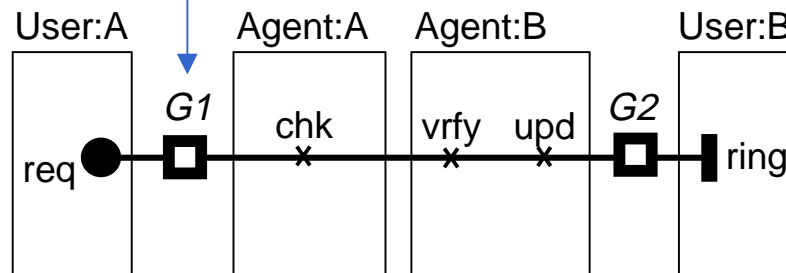 User:A Agent:A Agent:B User:B
G1 G2
chk vrfy upd
req ring